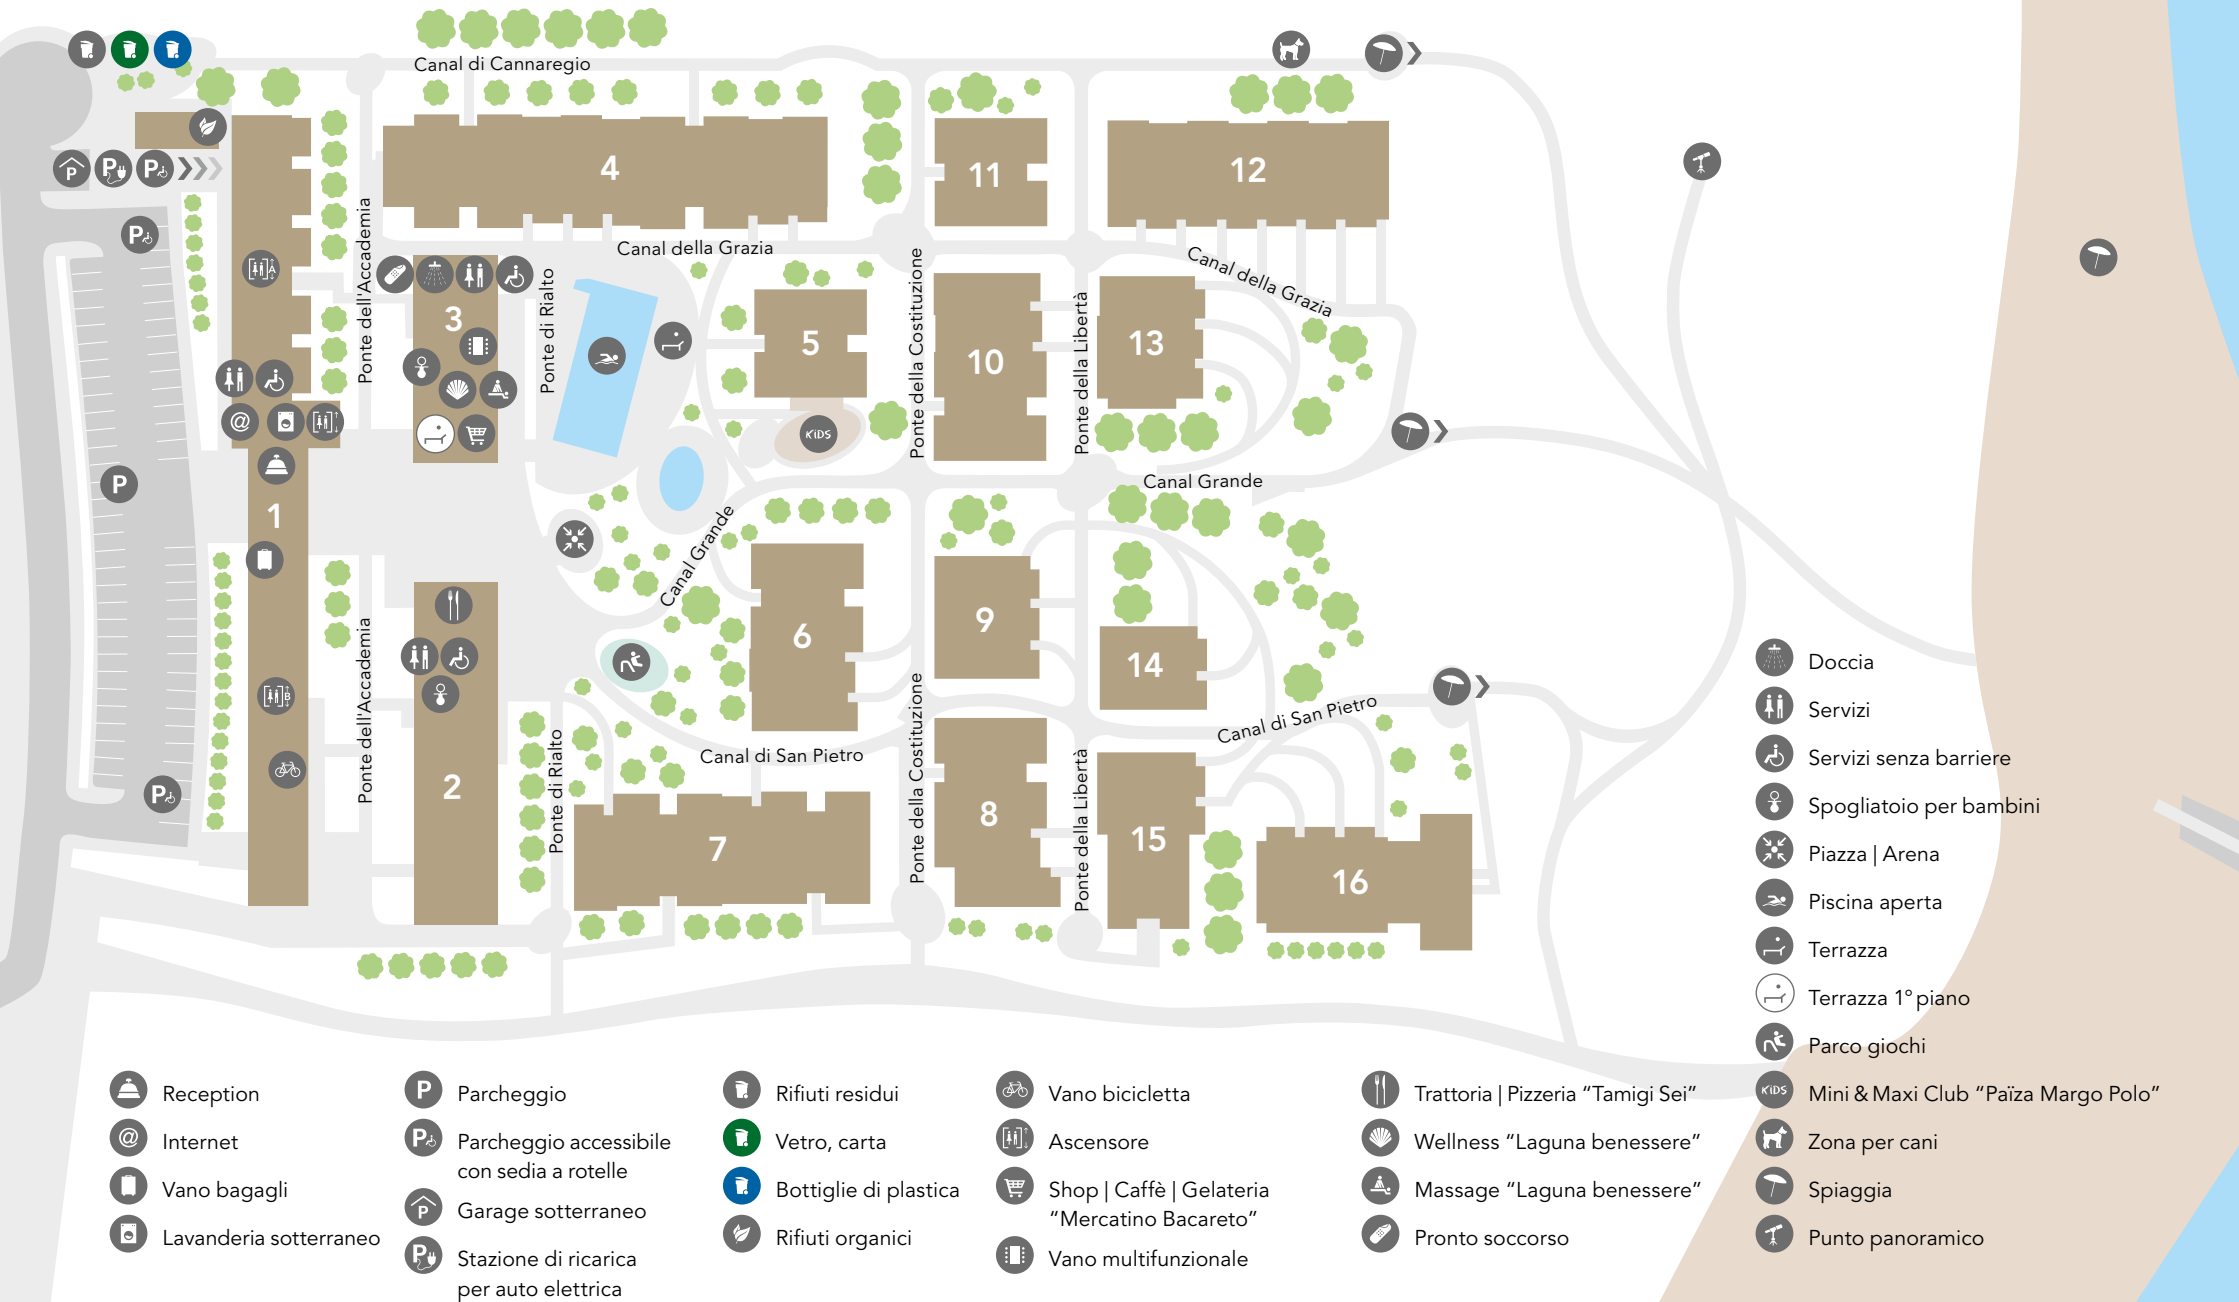 Canal di Cannaregio
4
11
12
P
P
P
P
A
Ponte dell'Accademia
Canal della Grazia
Canal della Grazia
3
Ponte di Rialto
5
Ponte della Costituzione
10
Ponte della Libertà
13
@
KiDS
P
1
Canal Grande
Canal Grande
6
9
14
B
Ponte dell'Accademia
2
P
Ponte di Rialto
Canal di San Pietro
Canal di San Pietro
7
Ponte della Costituzione
8
Ponte della Libertà
15
16
Doccia
Servizi
Servizi senza barriere
Spogliatoio per bambini
Piazza | Arena
Piscina aperta
Terrazza
Terrazza 1° piano
Parco giochi
KiDS Mini & Maxi Club “Païza Margo Polo”
Zona per cani
Spiaggia
Punto panoramico
Reception
@ Internet
Vano bagagli
Lavanderia sotterraneo
P Parcheggio
P Parcheggio accessibile
con sedia a rotelle
P Garage sotterraneo
P Stazione di ricarica
per auto elettrica
Rifiuti residui
Vetro, carta
Bottiglie di plastica
Rifiuti organici
Vano bicicletta
Ascensore
Shop | Caffè | Gelateria
“Mercatino Bacareto”
Vano multifunzionale
Trattoria | Pizzeria “Tamigi Sei”
Wellness “Laguna benessere”
Massage “Laguna benessere”
Pronto soccorso